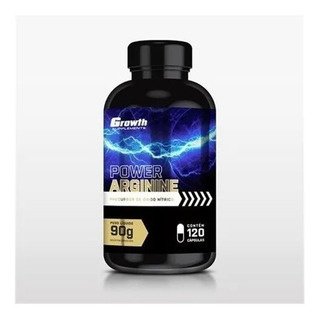 Growth
SUPPLEMENTS
POWER
ARGININE
PRECURSOR DE ÓXIDO NÍTRICO
PESO LÍQUIDO
90g
CONTÉM
120
CÁPSULAS